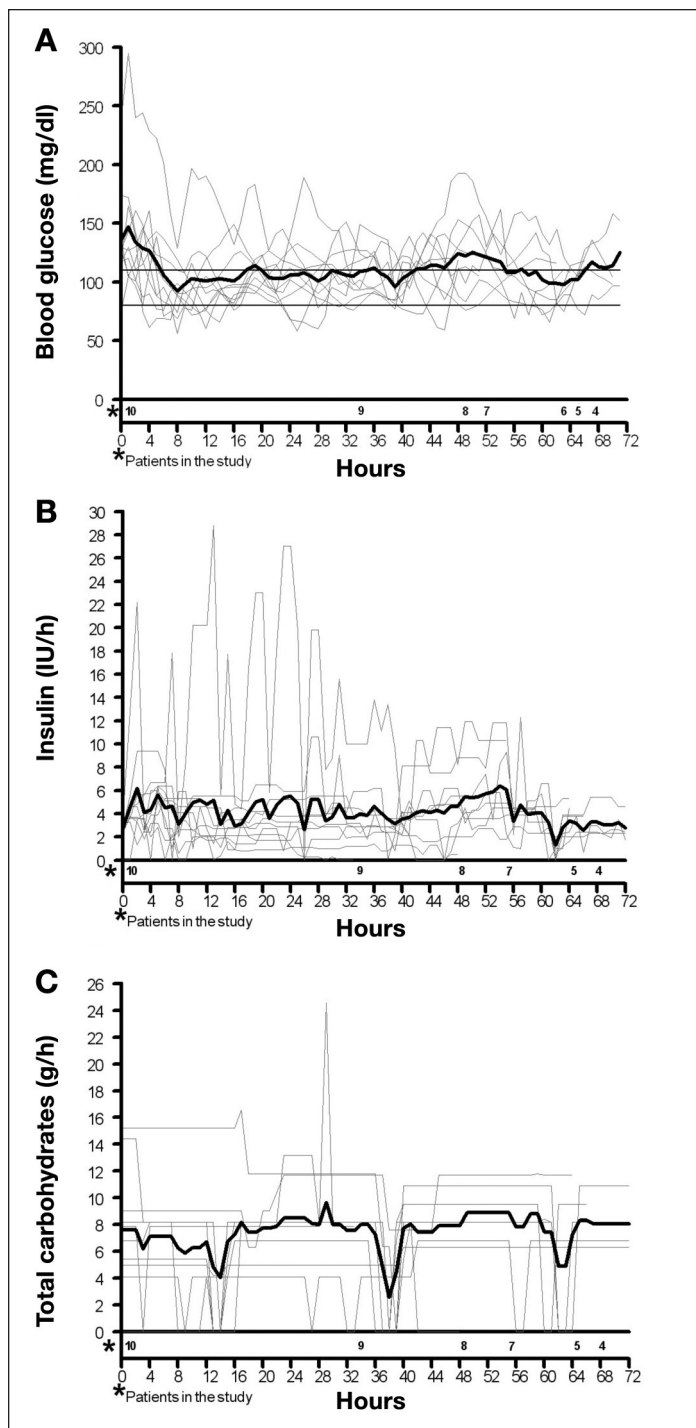 A
Blood glucose (mg/dl)
300
250
200
150
100
50
0
* 10 9 8 7 6 5 4
0 4 8 12 16 20 24 28 32 36 40 44 48 52 56 60 64 68 72
*Patients in the study
Hours
B
Insulin (IU/h)
30
28
26
24
22
20
18
16
14
12
10
8
6
4
2
0
* 10 9 8 7 5 4
0 4 8 12 16 20 24 28 32 36 40 44 48 52 56 60 64 68 72
*Patients in the study
Hours
C
Total carbohydrates (g/h)
26
24
22
20
18
16
14
12
10
8
6
4
2
0
* 10 9 8 7 5 4
0 4 8 12 16 20 24 28 32 36 40 44 48 52 56 60 64 68 72
*Patients in the study
Hours